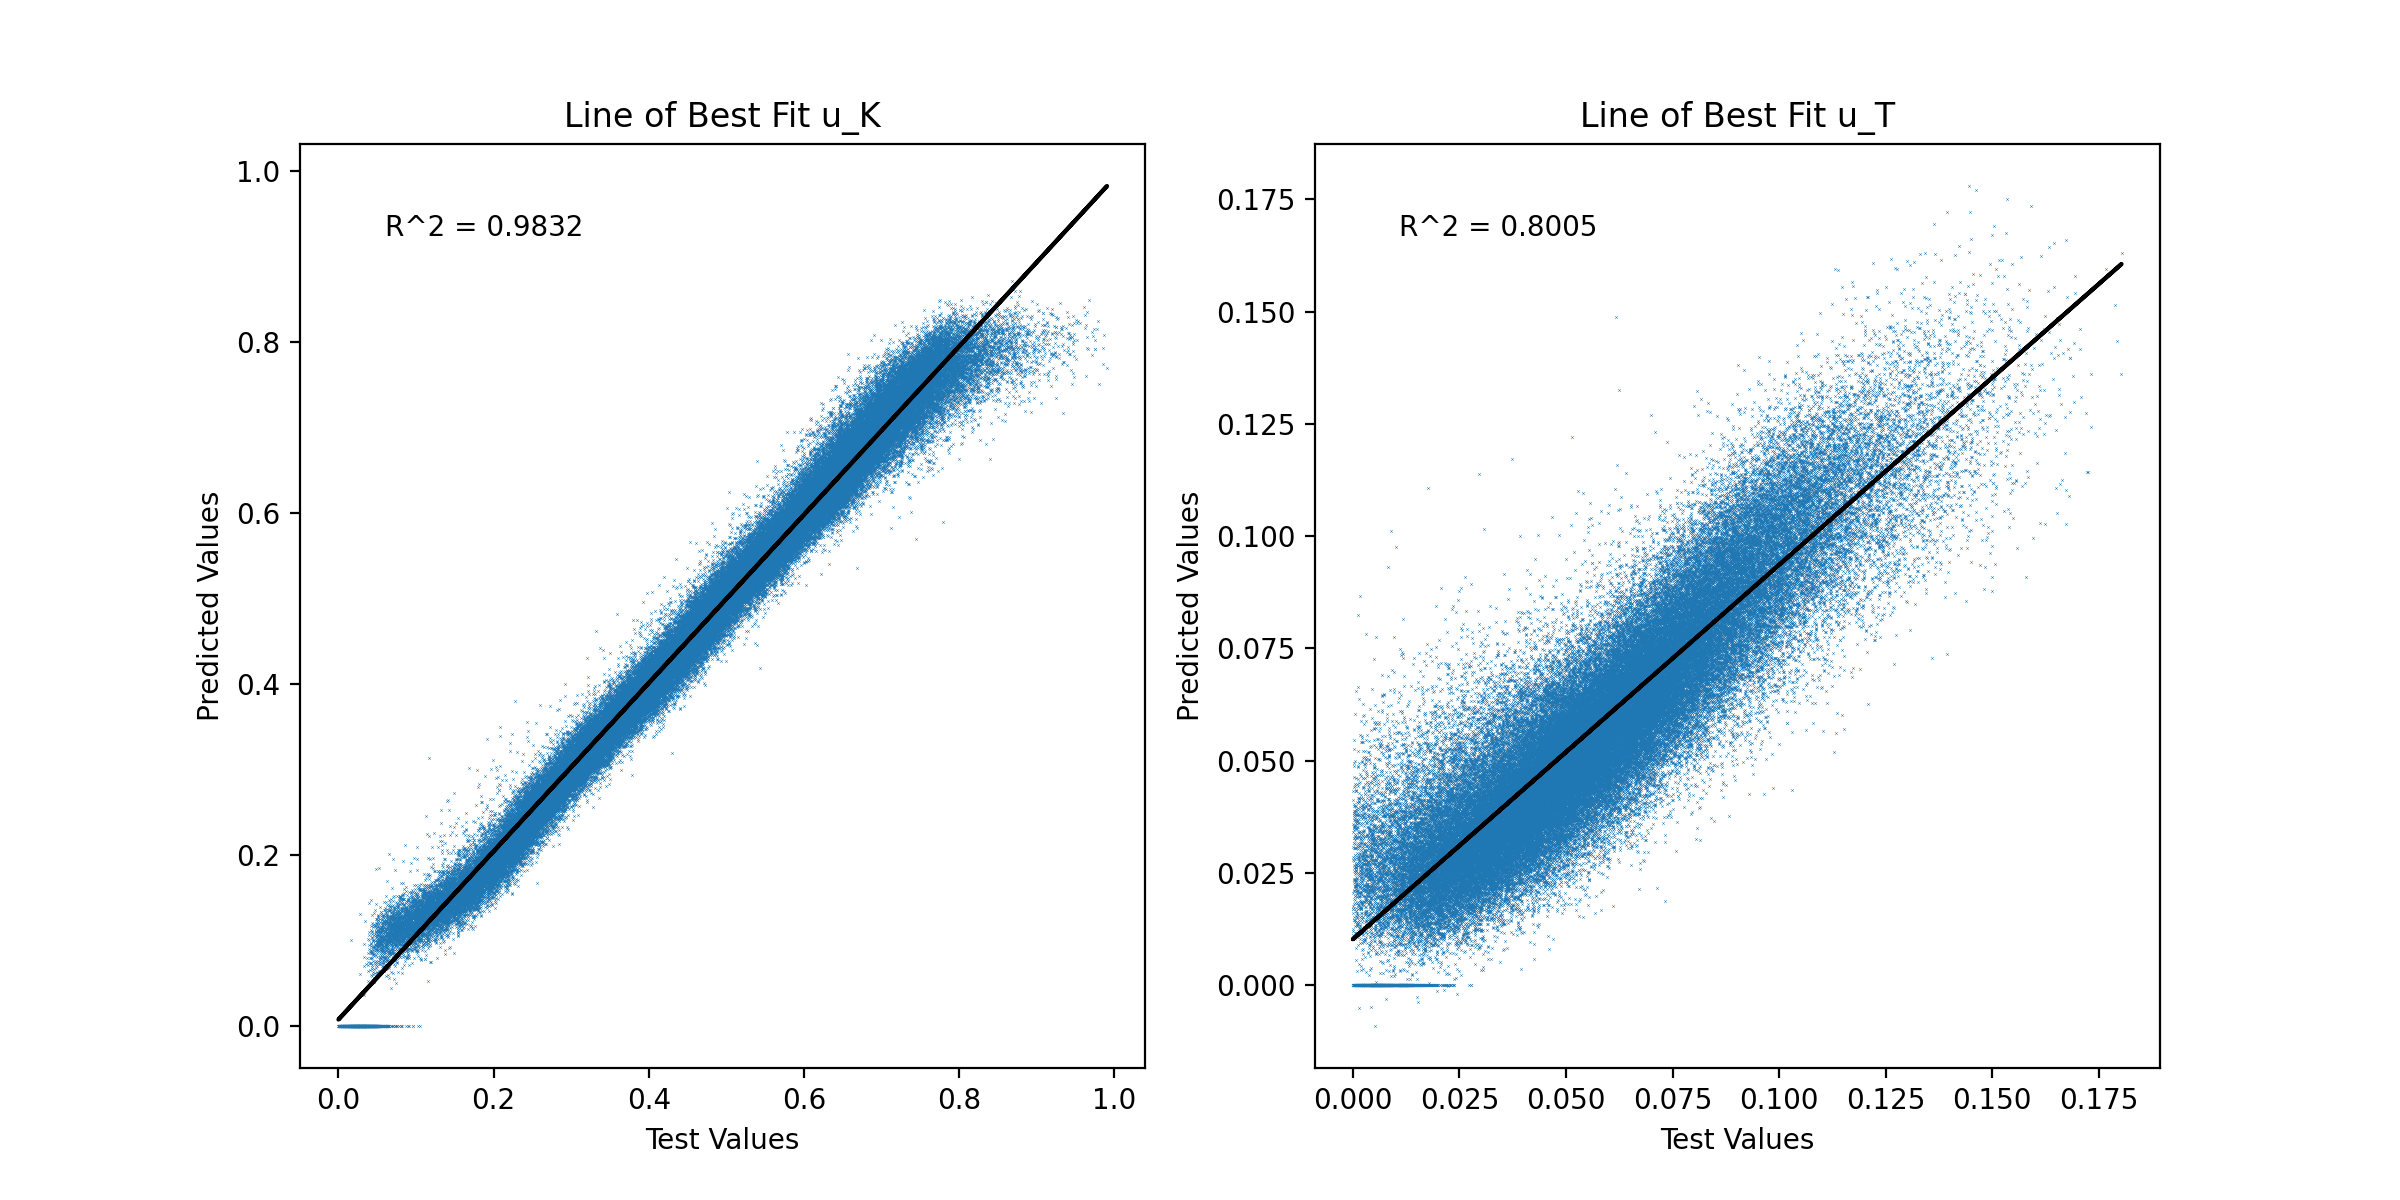 Line of Best Fit u_K
R^2 = 0.9832
1.0
0.8
0.6
0.4
0.2
0.0
Predicted Values
0.0 0.2 0.4 0.6 0.8 1.0
Test Values
Line of Best Fit u_T
R^2 = 0.8005
0.175
0.150
0.125
0.100
0.075
0.050
0.025
0.000
Predicted Values
0.000 0.025 0.050 0.075 0.100 0.125 0.150 0.175
Test Values